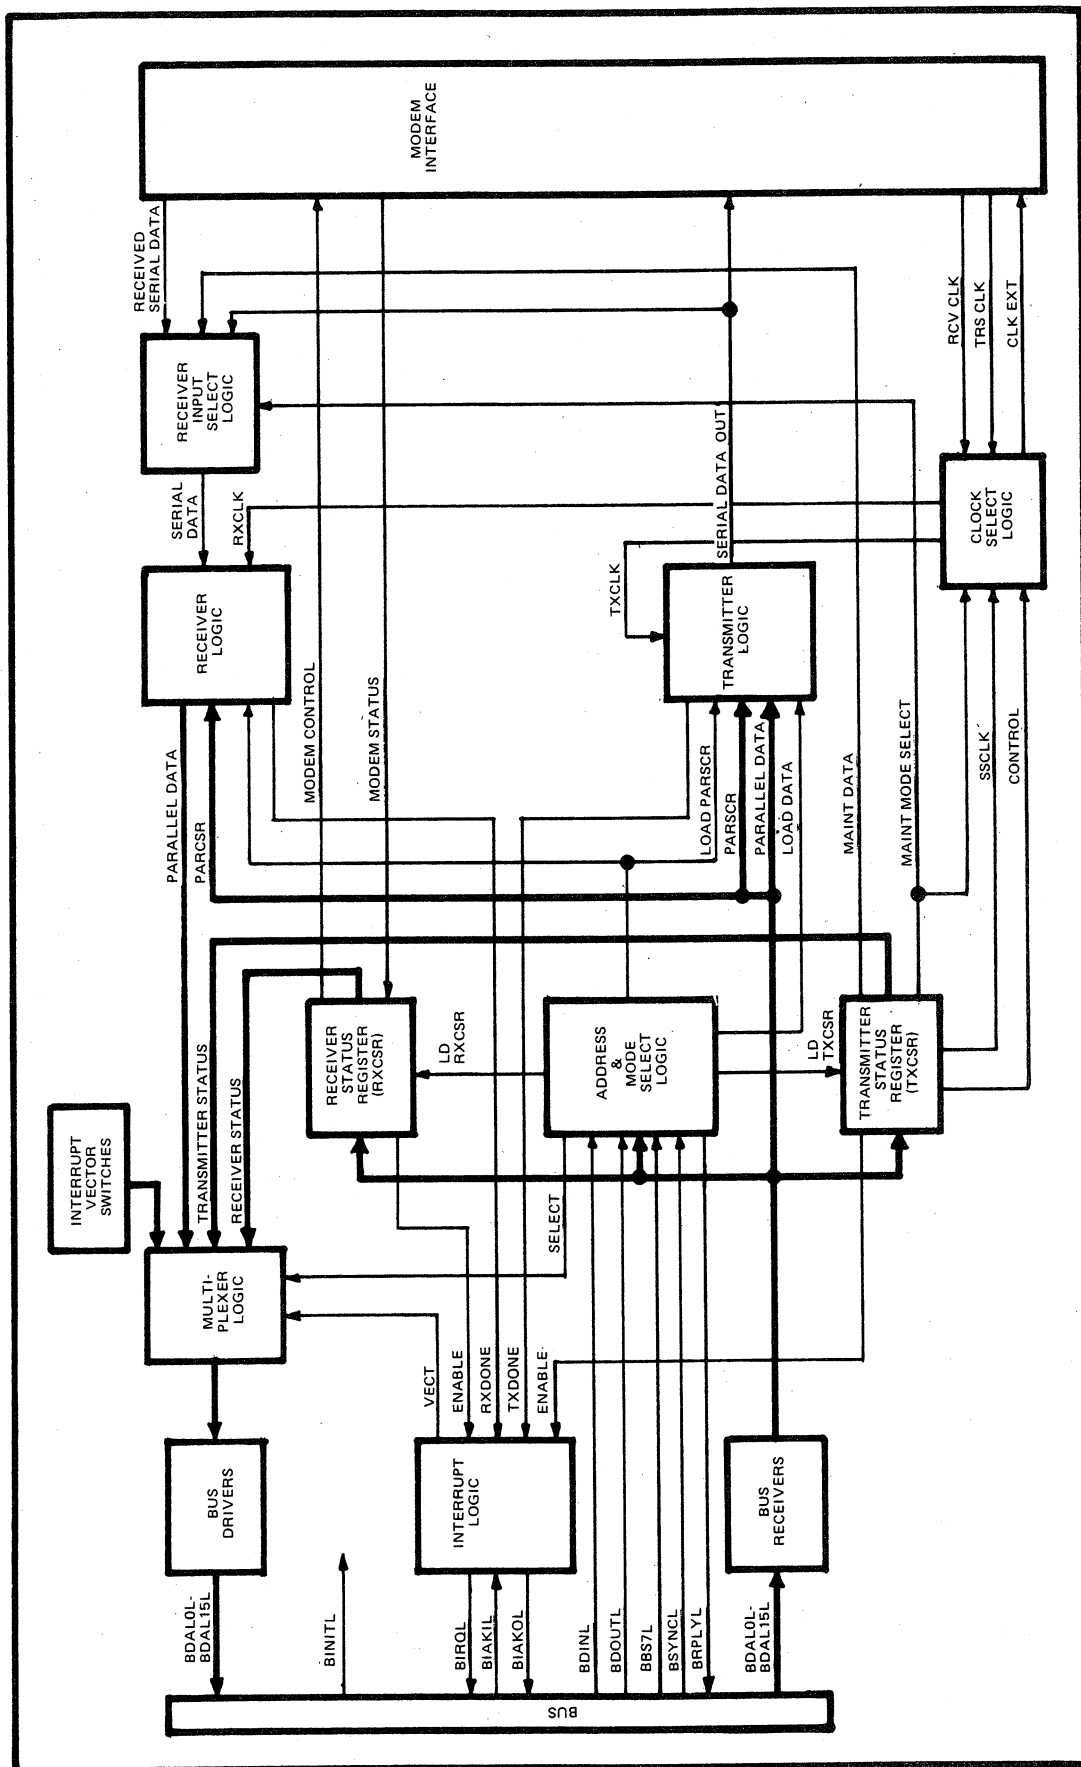 MODEM
INTERFACE
RECEIVED
SERIAL DATA
RCV CLK
TRS CLK
CLK EXT
RECEIVER
INPUT
SELECT
LOGIC
SERIAL
DATA
RXCLK
SERIAL DATA OUT
TXCLK
CLOCK
SELECT
LOGIC
RECEIVER
LOGIC
TRANSMITTER
LOGIC
PARALLEL DATA
PARCSR
MODEM CONTROL
MODEM STATUS
LOAD PARSCR
PARSCR
PARALLEL DATA
LOAD DATA
MAINT DATA
MAINT MODE SELECT
SSCLK
CONTROL
TRANSMITTER STATUS
RECEIVER STATUS
RECEIVER
STATUS
REGISTER
(RXCSR)
LD
RXCSR
ADDRESS
&
MODE
SELECT
LOGIC
LD
TXCSR
TRANSMITTER
STATUS
REGISTER
(TXCSR)
INTERRUPT
VECTOR
SWITCHES
MULTI-
PLEXER
LOGIC
SELECT
VECT
ENABLE
RXDONE
TXDONE
ENABLE
BUS
DRIVERS
INTERRUPT
LOGIC
BUS
RECEIVERS
BDAL0L-
BDAL15L
BINITL
BIRQL
BIAKIL
BIAKOL
BDINL
BDOUTL
BBS7L
BSYNCL
BRPLYL
BDAL0L-
BDAL15L
BUS